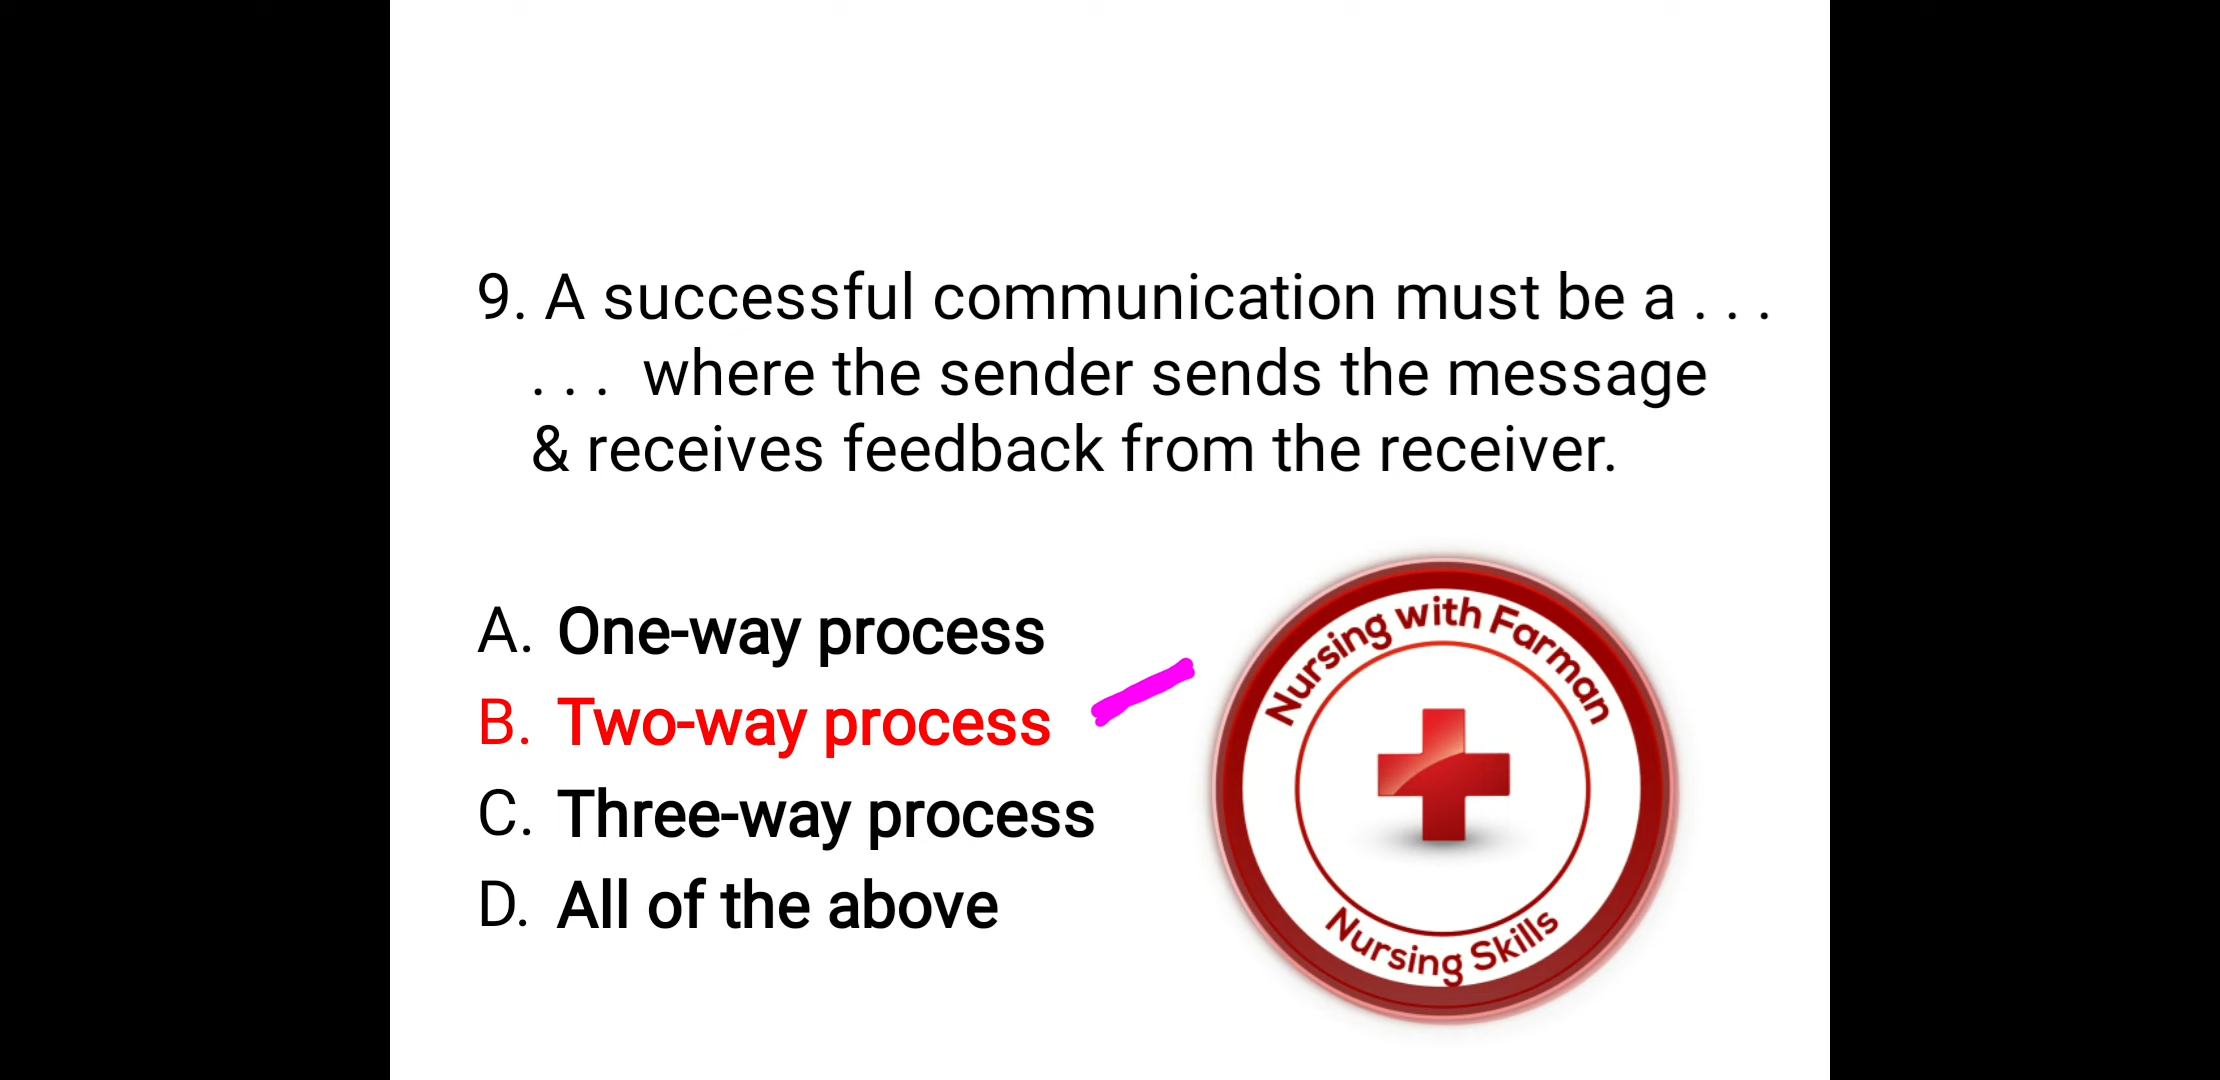 9. A successful communication must be a . . .
. . . where the sender sends the message
& receives feedback from the receiver.
A. One-way process
B. Two-way process
C. Three-way process
D. All of the above
Nursing with Farman
Nursing Skills